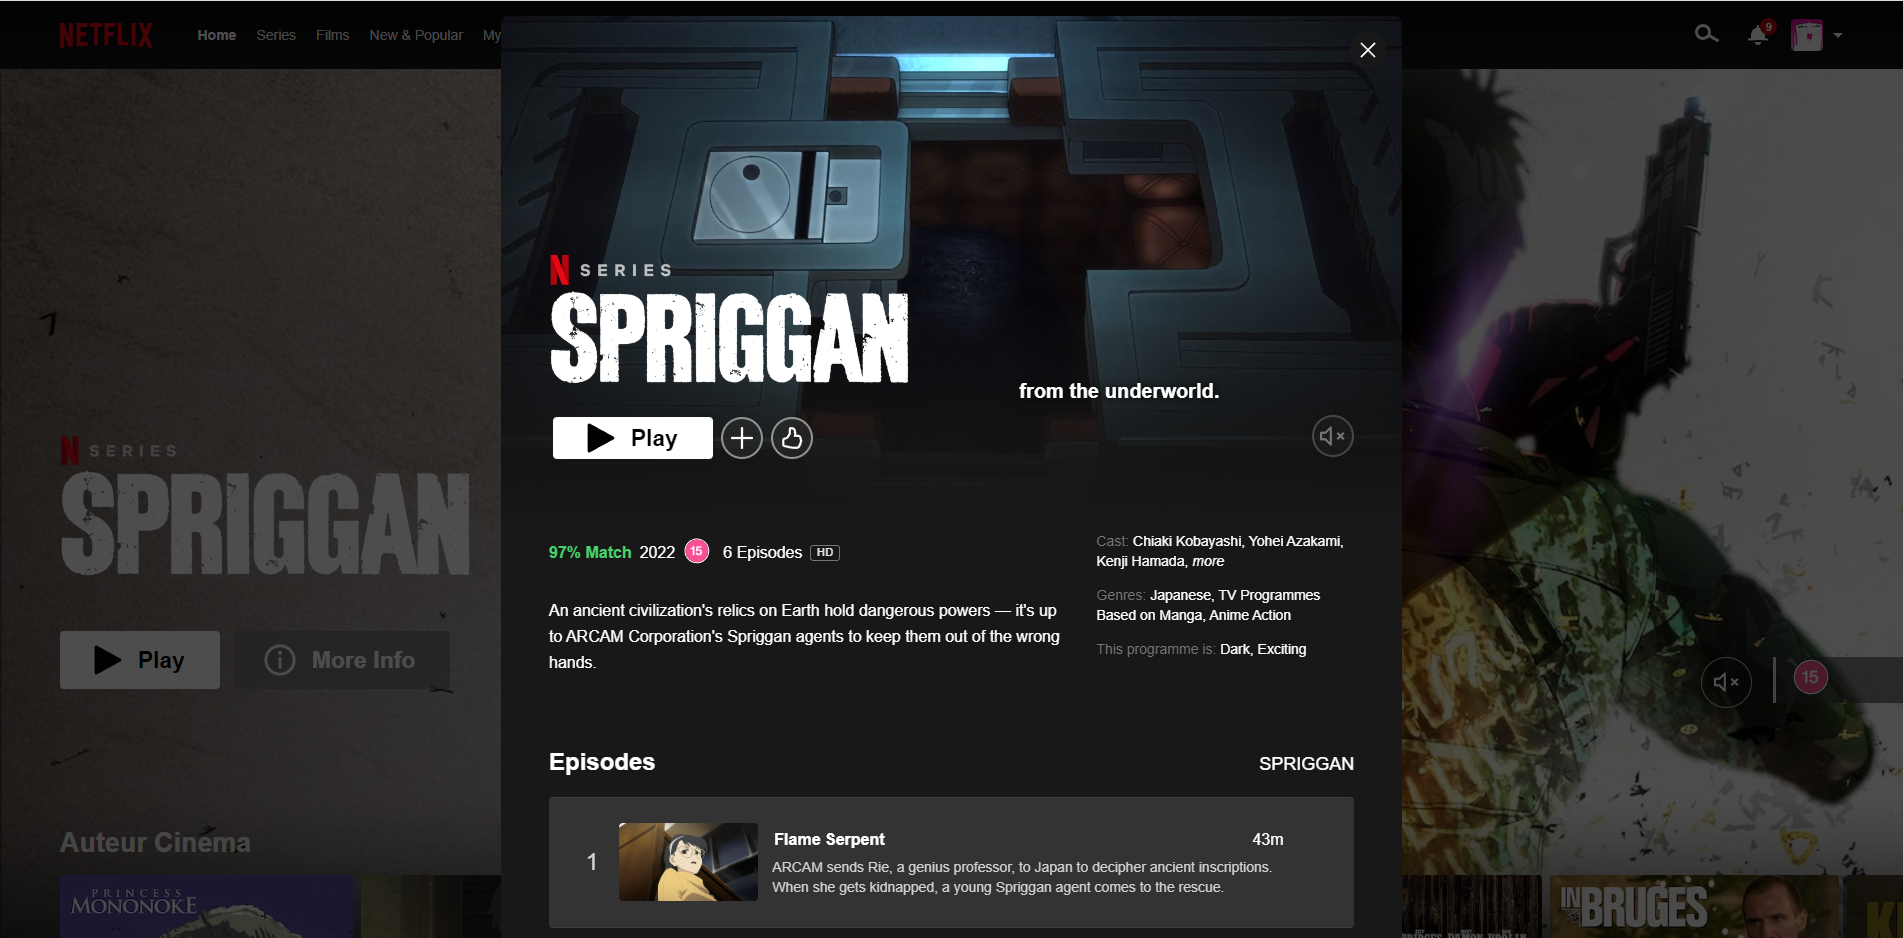 NETFLIX
Home Series Films New & Popular My
9
N SERIES
SPRIGGAN
from the underworld.
Play
97% Match 2022 15 6 Episodes HD
An ancient civilization's relics on Earth hold dangerous powers — it's up
to ARCAM Corporation's Spriggan agents to keep them out of the wrong
hands.
Cast: Chiaki Kobayashi, Yohei Azakami,
Kenji Hamada, more
Genres: Japanese, TV Programmes
Based on Manga, Anime Action
This programme is: Dark, Exciting
Episodes
SPRIGGAN
1
Flame Serpent
43m
ARCAM sends Rie, a genius professor, to Japan to decipher ancient inscriptions.
When she gets kidnapped, a young Spriggan agent comes to the rescue.
N SERIES
SPRIGGAN
Play
More Info
15
Auteur Cinema
PRINCESS
MONONOKE
IN BRUGES